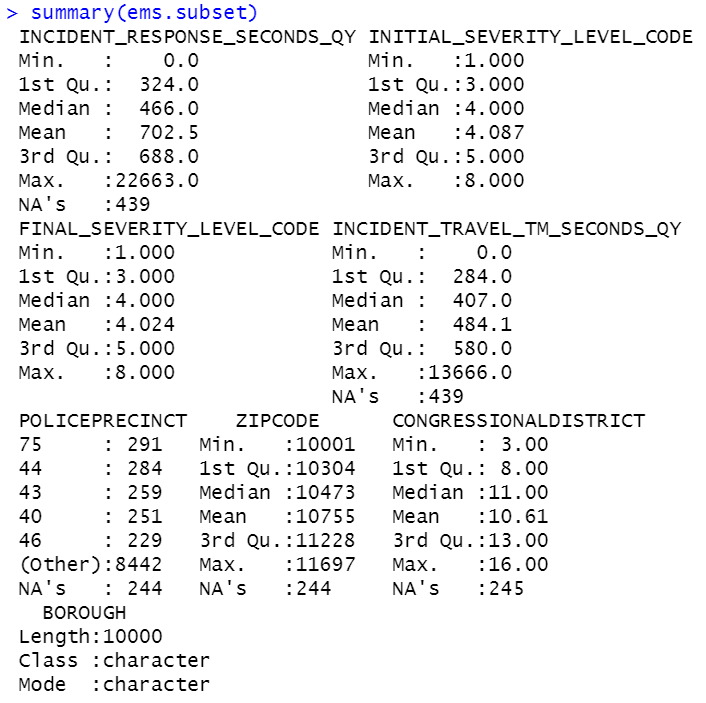 > summary(ems.subset)
INCIDENT_RESPONSE_SECONDS_QY INITIAL_SEVERITY_LEVEL_CODE
Min.   :    0.0              Min.   :1.000
1st Qu.:  324.0              1st Qu.:3.000
Median :  466.0              Median :4.000
Mean   :  702.5              Mean   :4.087
3rd Qu.:  688.0              3rd Qu.:5.000
Max.   :22663.0              Max.   :8.000
NA's   :439
FINAL_SEVERITY_LEVEL_CODE INCIDENT_TRAVEL_TM_SECONDS_QY
Min.   :1.000             Min.   :    0.0
1st Qu.:3.000             1st Qu.:  284.0
Median :4.000             Median :  407.0
Mean   :4.024             Mean   :  484.1
3rd Qu.:5.000             3rd Qu.:  580.0
Max.   :8.000             Max.   :13666.0
                          NA's   :439
POLICEPRECINCT    ZIPCODE      CONGRESSIONALDISTRICT
75     : 291   Min.   :10001   Min.   : 3.00
44     : 284   1st Qu.:10304   1st Qu.: 8.00
43     : 259   Median :10473   Median :11.00
40     : 251   Mean   :10755   Mean   :10.61
46     : 229   3rd Qu.:11228   3rd Qu.:13.00
(Other):8442   Max.   :11697   Max.   :16.00
NA's   : 244   NA's   :244     NA's   :245
  BOROUGH
Length:10000
Class :character
Mode  :character